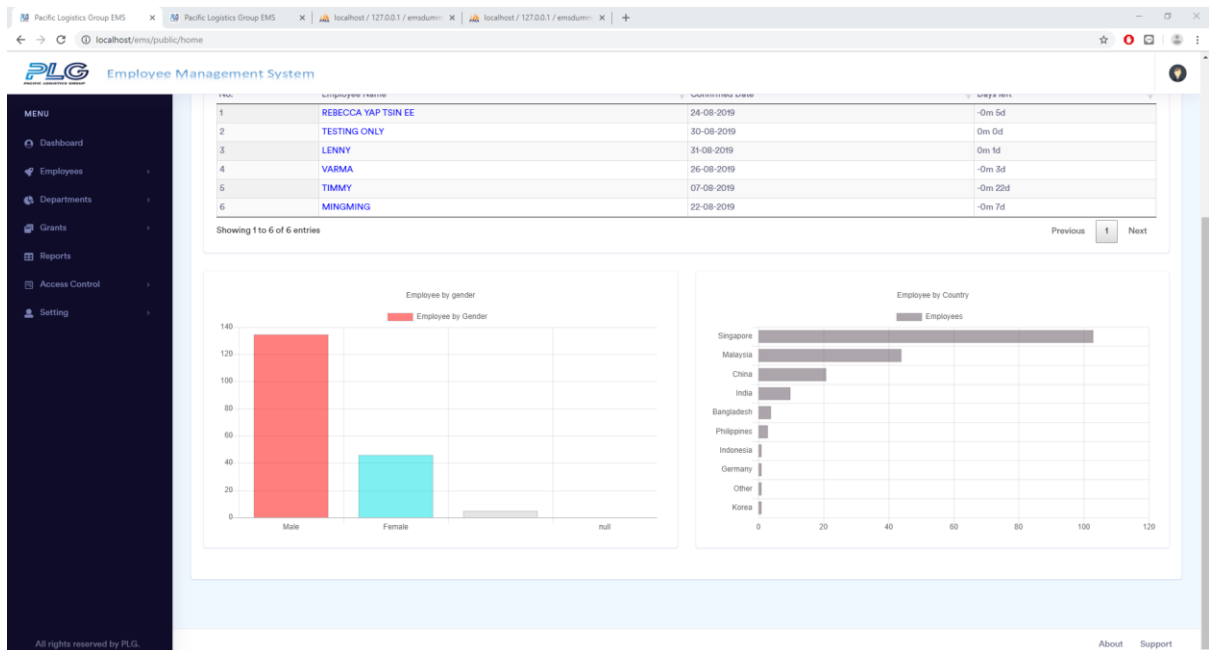 Pacific Logistics Group EMS
Pacific Logistics Group EMS
localhost / 127.0.0.1 / emsdumm
localhost / 127.0.0.1 / emsdumm
localhost/ems/public/home
PLG
PACIFIC LOGISTICS GROUP
Employee Management System
MENU
Dashboard
Employees
Departments
Grants
Reports
Access Control
Setting
All rights reserved by PLG.
No. Employee Name Confirmed Date Days left
1 REBECCA YAP TSIN EE 24-08-2019 -0m 5d
2 TESTING ONLY 30-08-2019 0m 0d
3 LENNY 31-08-2019 0m 1d
4 VARMA 26-08-2019 -0m 3d
5 TIMMY 07-08-2019 -0m 22d
6 MINGMING 22-08-2019 -0m 7d
Showing 1 to 6 of 6 entries
Previous 1 Next
Employee by gender
Employee by Gender
140
120
100
80
60
40
20
0
Male Female null
Employee by Country
Employees
Singapore
Malaysia
China
India
Bangladesh
Philippines
Indonesia
Germany
Other
Korea
0 20 40 60 80 100 120
About Support